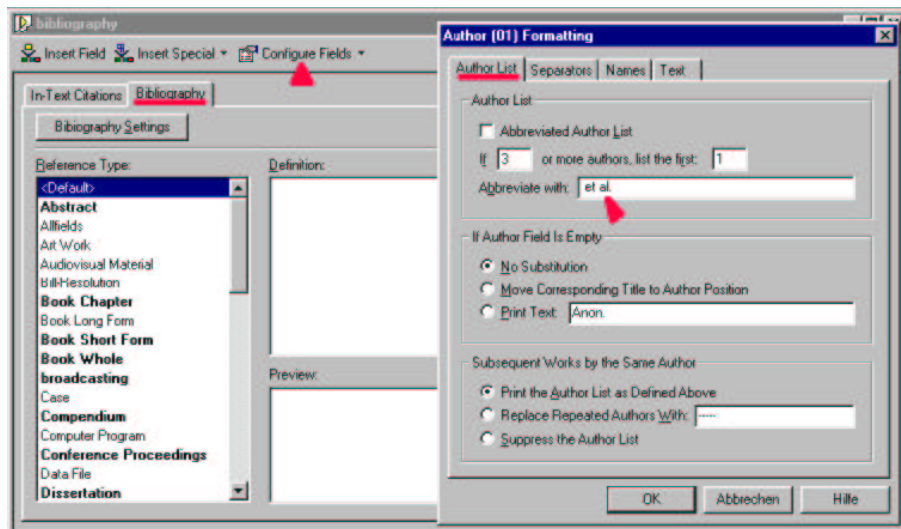 bibliography
Insert Field Insert Special Configure Fields
In-Text Citations Bibliography
Bibiography Settings
Reference Type:
<Default>
Abstract
Allfields
Art Work
Audiovisual Material
Bill-Resolution
Book Chapter
Book Long Form
Book Short Form
Book Whole
broadcasting
Case
Compendium
Computer Program
Conference Proceedings
Data File
Dissertation
Definition:
Preview:
Author (01) Formatting
Author List Separators Names Text
Author List
Abbreviated Author List
If 3 or more authors, list the first: 1
Abbreviate with: et al.
If Author Field Is Empty
No Substitution
Move Corresponding Title to Author Position
Print Text: Anon.
Subsequent Works by the Same Author
Print the Author List as Defined Above
Replace Repeated Authors With: -----
Suppress the Author List
OK Abbrechen Hilfe